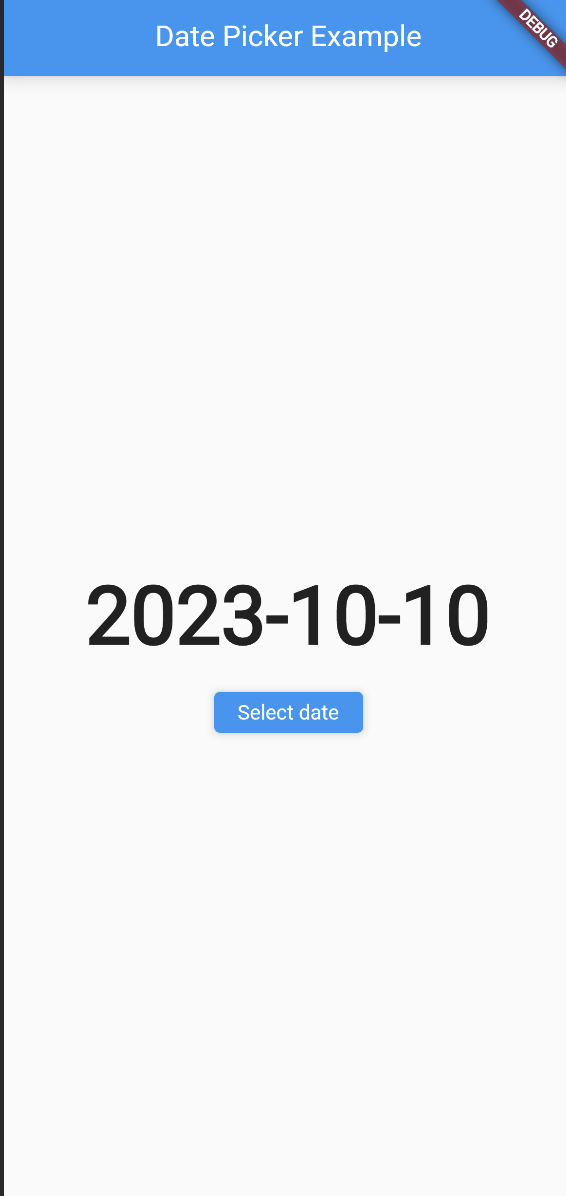 Date Picker Example
DEBUG
2023-10-10
Select date